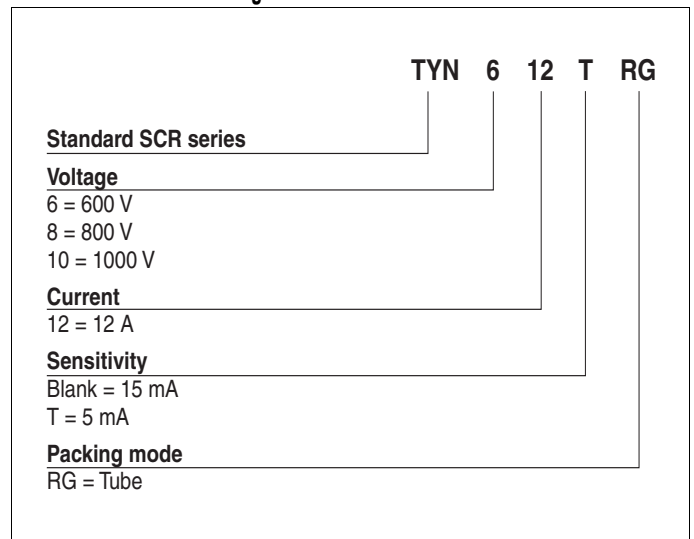 TYN 6 12 T RG
Standard SCR series
Voltage
6 = 600 V
8 = 800 V
10 = 1000 V
Current
12 = 12 A
Sensitivity
Blank = 15 mA
T = 5 mA
Packing mode
RG = Tube